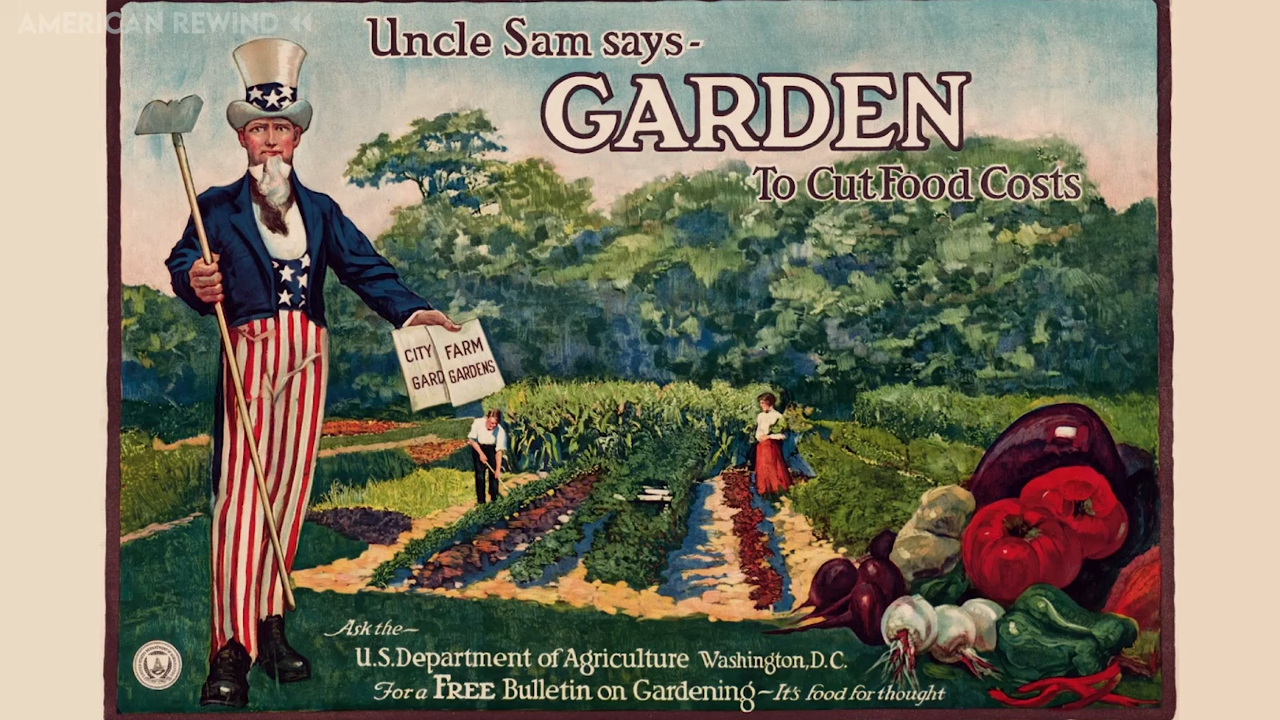 AMERICAN REWIND
Uncle Sam says-
GARDEN
To Cut Food Costs
CITY
GARD
FARM
GARDENS
Ask the—
U.S. Department of Agriculture Washington, D.C.
For a FREE Bulletin on Gardening—It's food for thought